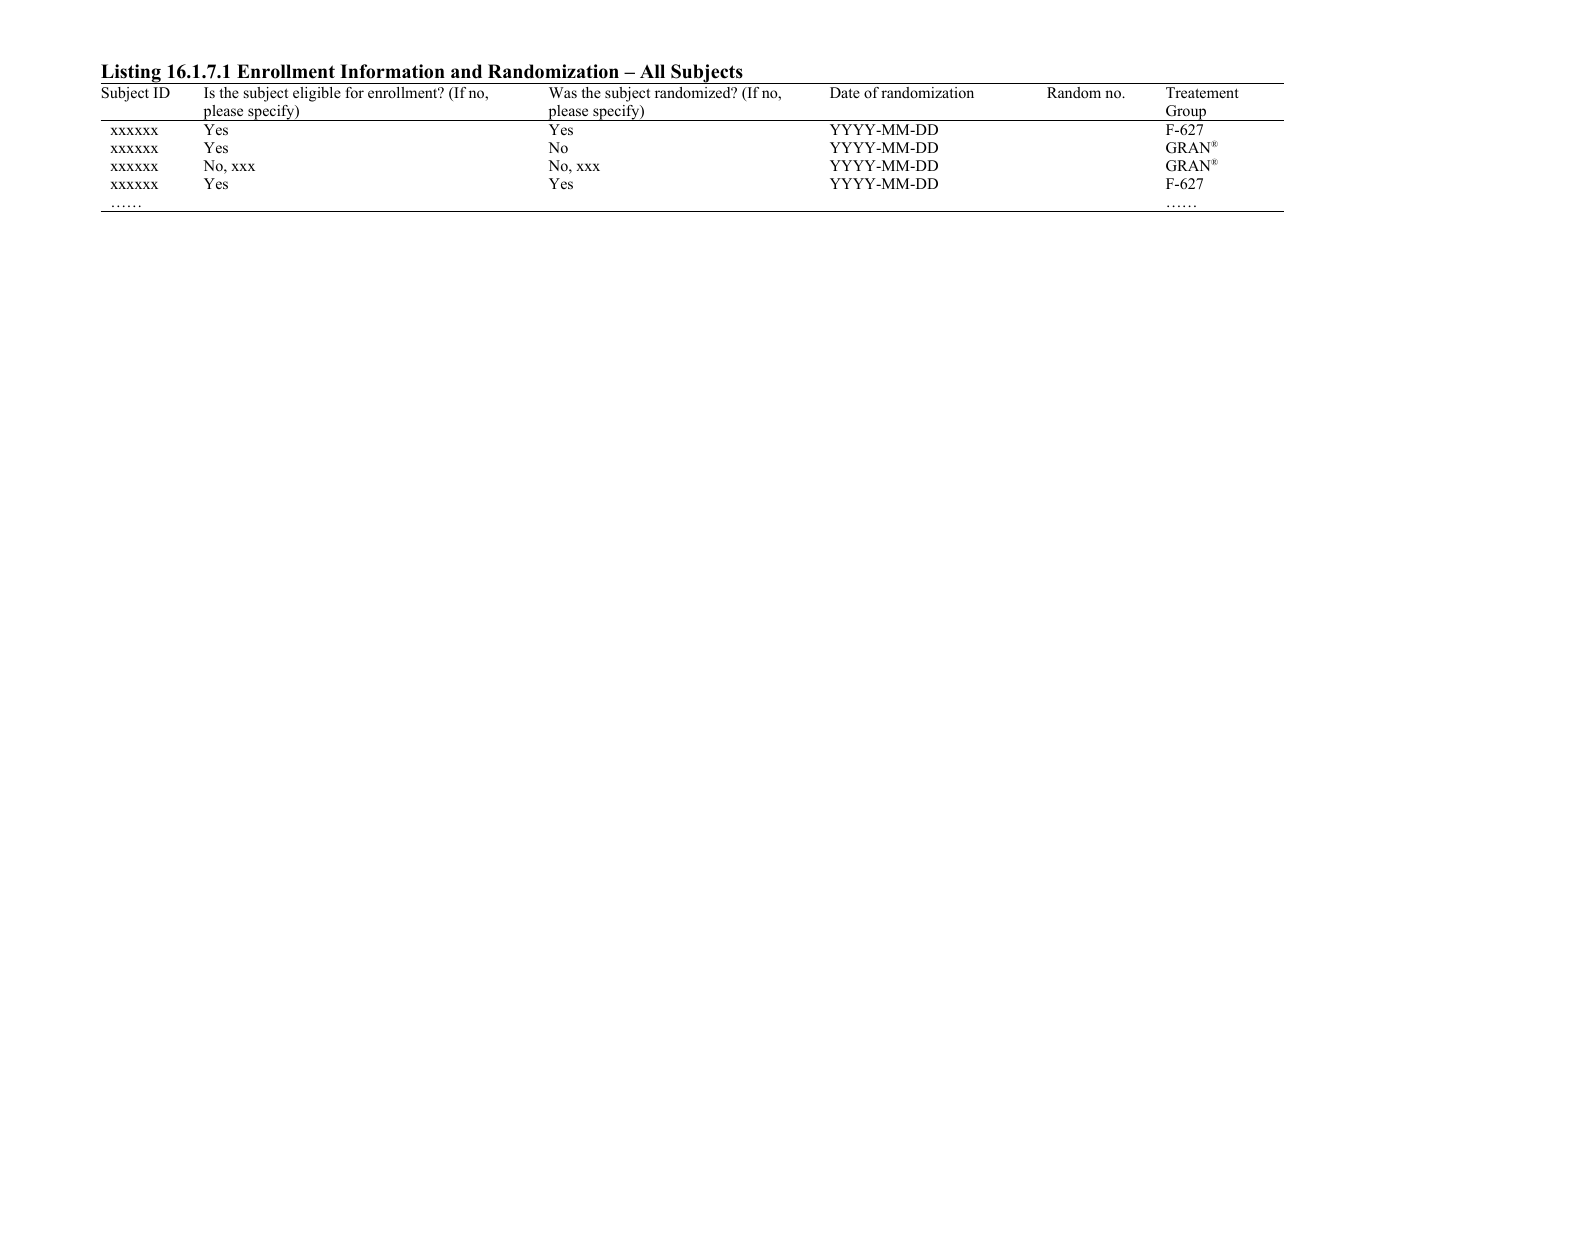 Listing 16.1.7.1 Enrollment Information and Randomization – All Subjects
Subject ID Is the subject eligible for enrollment? (If no, Was the subject randomized? (If no, Date of randomization Random no. Treatement
please specify) please specify) Group
xxxxxx Yes Yes YYYY-MM-DD F-627
xxxxxx Yes No YYYY-MM-DD GRAN®
xxxxxx No, xxx No, xxx YYYY-MM-DD GRAN®
xxxxxx Yes Yes YYYY-MM-DD F-627
…… ……